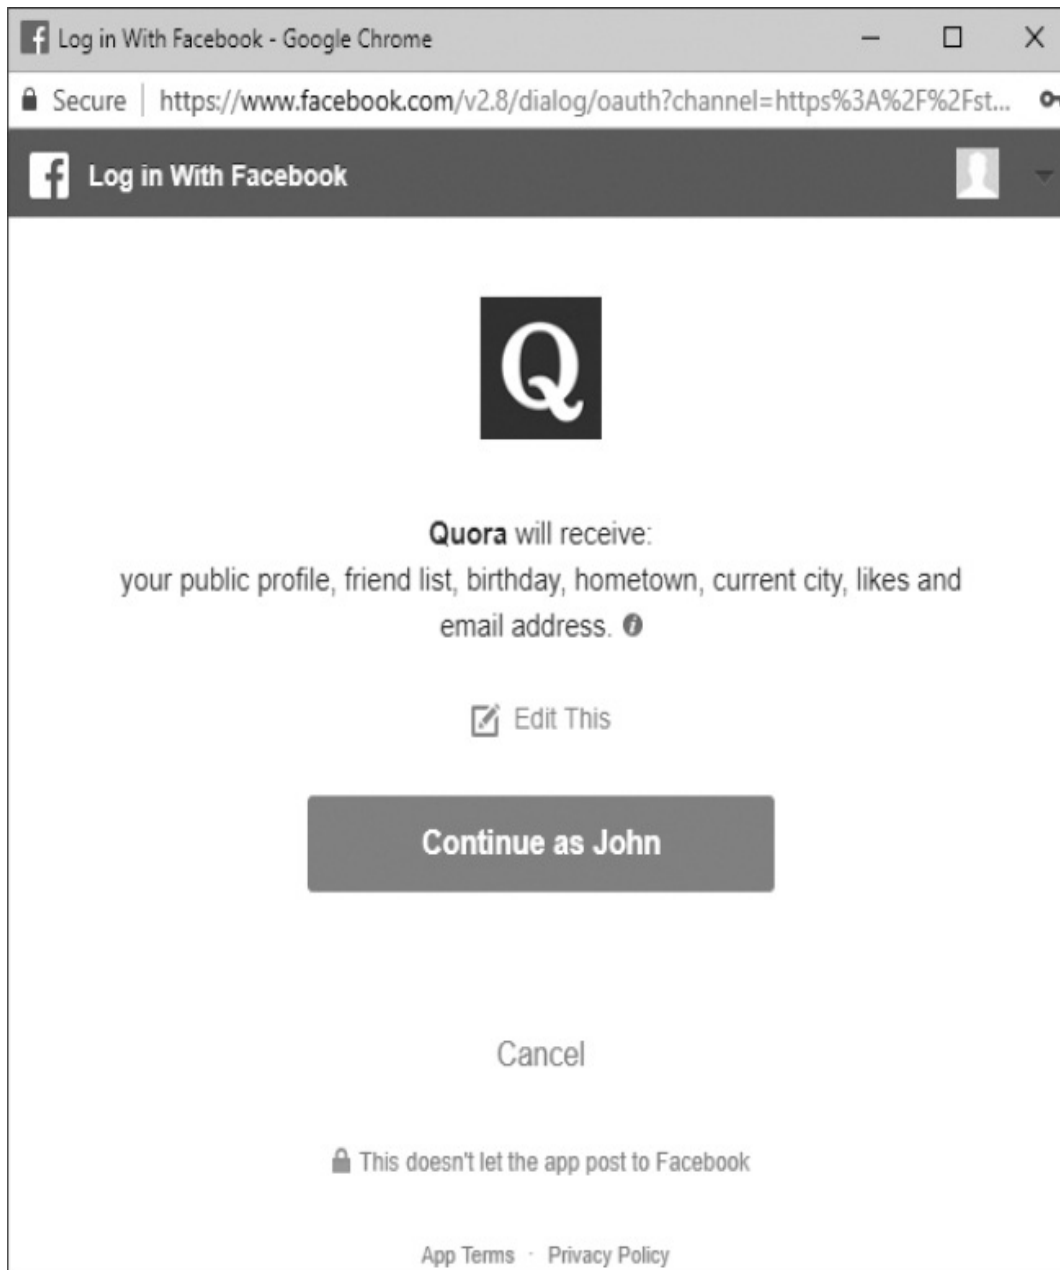 Log in With Facebook - Google Chrome
Secure | https://www.facebook.com/v2.8/dialog/oauth?channel=https%3A%2F%2Fst...
Log in With Facebook
Q
Quora will receive:
your public profile, friend list, birthday, hometown, current city, likes and
email address.
Edit This
Continue as John
Cancel
This doesn't let the app post to Facebook
App Terms · Privacy Policy